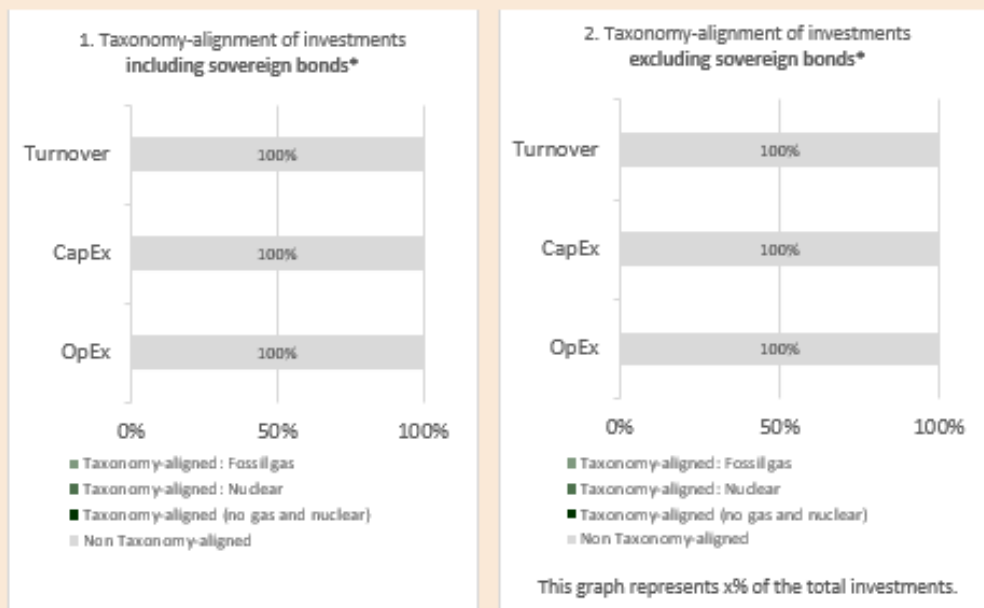 1. Taxonomy-alignment of investments
including sovereign bonds*
Turnover
100%
CapEx
100%
OpEx
100%
0%
50%
100%
Taxonomy-aligned: Fossil gas
Taxonomy-aligned: Nuclear
Taxonomy-aligned (no gas and nuclear)
Non Taxonomy-aligned
2. Taxonomy-alignment of investments
excluding sovereign bonds*
Turnover
100%
CapEx
100%
OpEx
100%
0%
50%
100%
Taxonomy-aligned: Fossil gas
Taxonomy-aligned: Nuclear
Taxonomy-aligned (no gas and nuclear)
Non Taxonomy-aligned
This graph represents x% of the total investments.